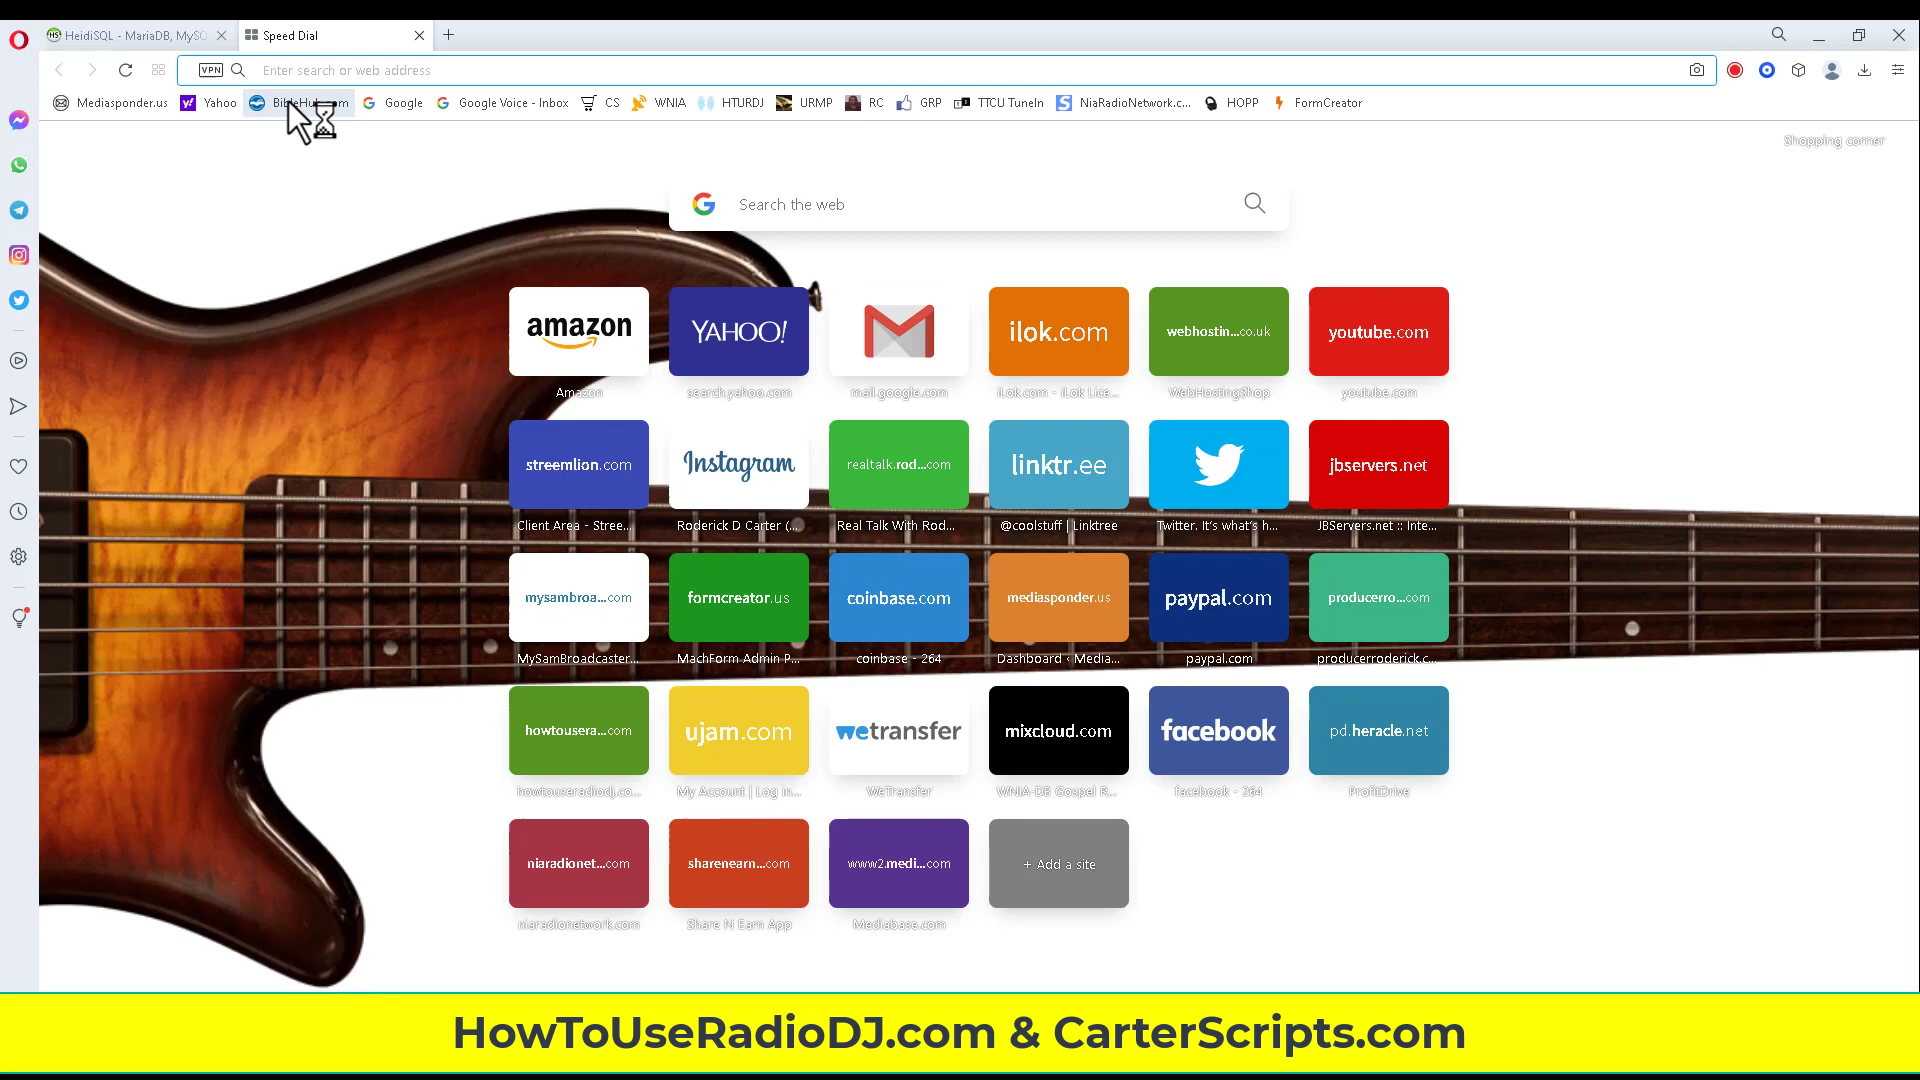 HeidiSQL - MariaDB, MySQ
Speed Dial
VPN
Enter search or web address
Mediasponder.us
Yahoo
Google
Google Voice - Inbox
CS
WNIA
HTURDJ
URMP
RC
GRP
TTCU TuneIn
NiaRadioNetwork.c...
HOPP
FormCreator
Shopping corner
Search the web
amazon
YAHOO!
ilok.com
webhostin...co.uk
youtube.com
Amazon
search.yahoo.com
mail.google.com
iLok.com - iLok Lice...
WebHostingShop
youtube.com
streemlion.com
Instagram
realtalk.rod...com
linktr.ee
jbservers.net
Client Area - Stree...
Roderick D Carter (...
Real Talk With Rod...
@coolstuff | Linktree
Twitter. It's what's h...
JBServers.net :: Inte...
mysambroa...com
formcreator.us
coinbase.com
mediasponder.us
paypal.com
producerro...com
MySamBroadcaster...
MachForm Admin P...
coinbase - 264
Dashboard ‹ Media...
paypal.com
producerroderick.c...
howtousera...com
ujam.com
wetransfer
mixcloud.com
facebook
pd.heracle.net
howtouseradiodj.co...
My Account | Log in...
WeTransfer
WNIA-DB Gospel R...
facebook - 264
ProfitDrive
niaradionet...com
sharenearn...com
www2.medi...com
+ Add a site
niaradionetwork.com
Share N Earn App
Mediabase.com
HowToUseRadioDJ.com & CarterScripts.com